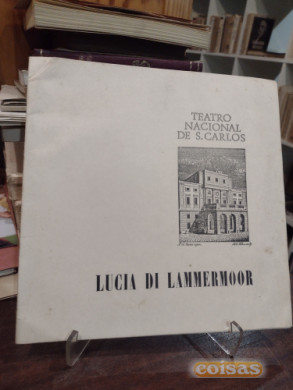 TEATRO
NACIONAL
DE S. CARLOS
LUCIA DI LAMMERMOOR
coisas